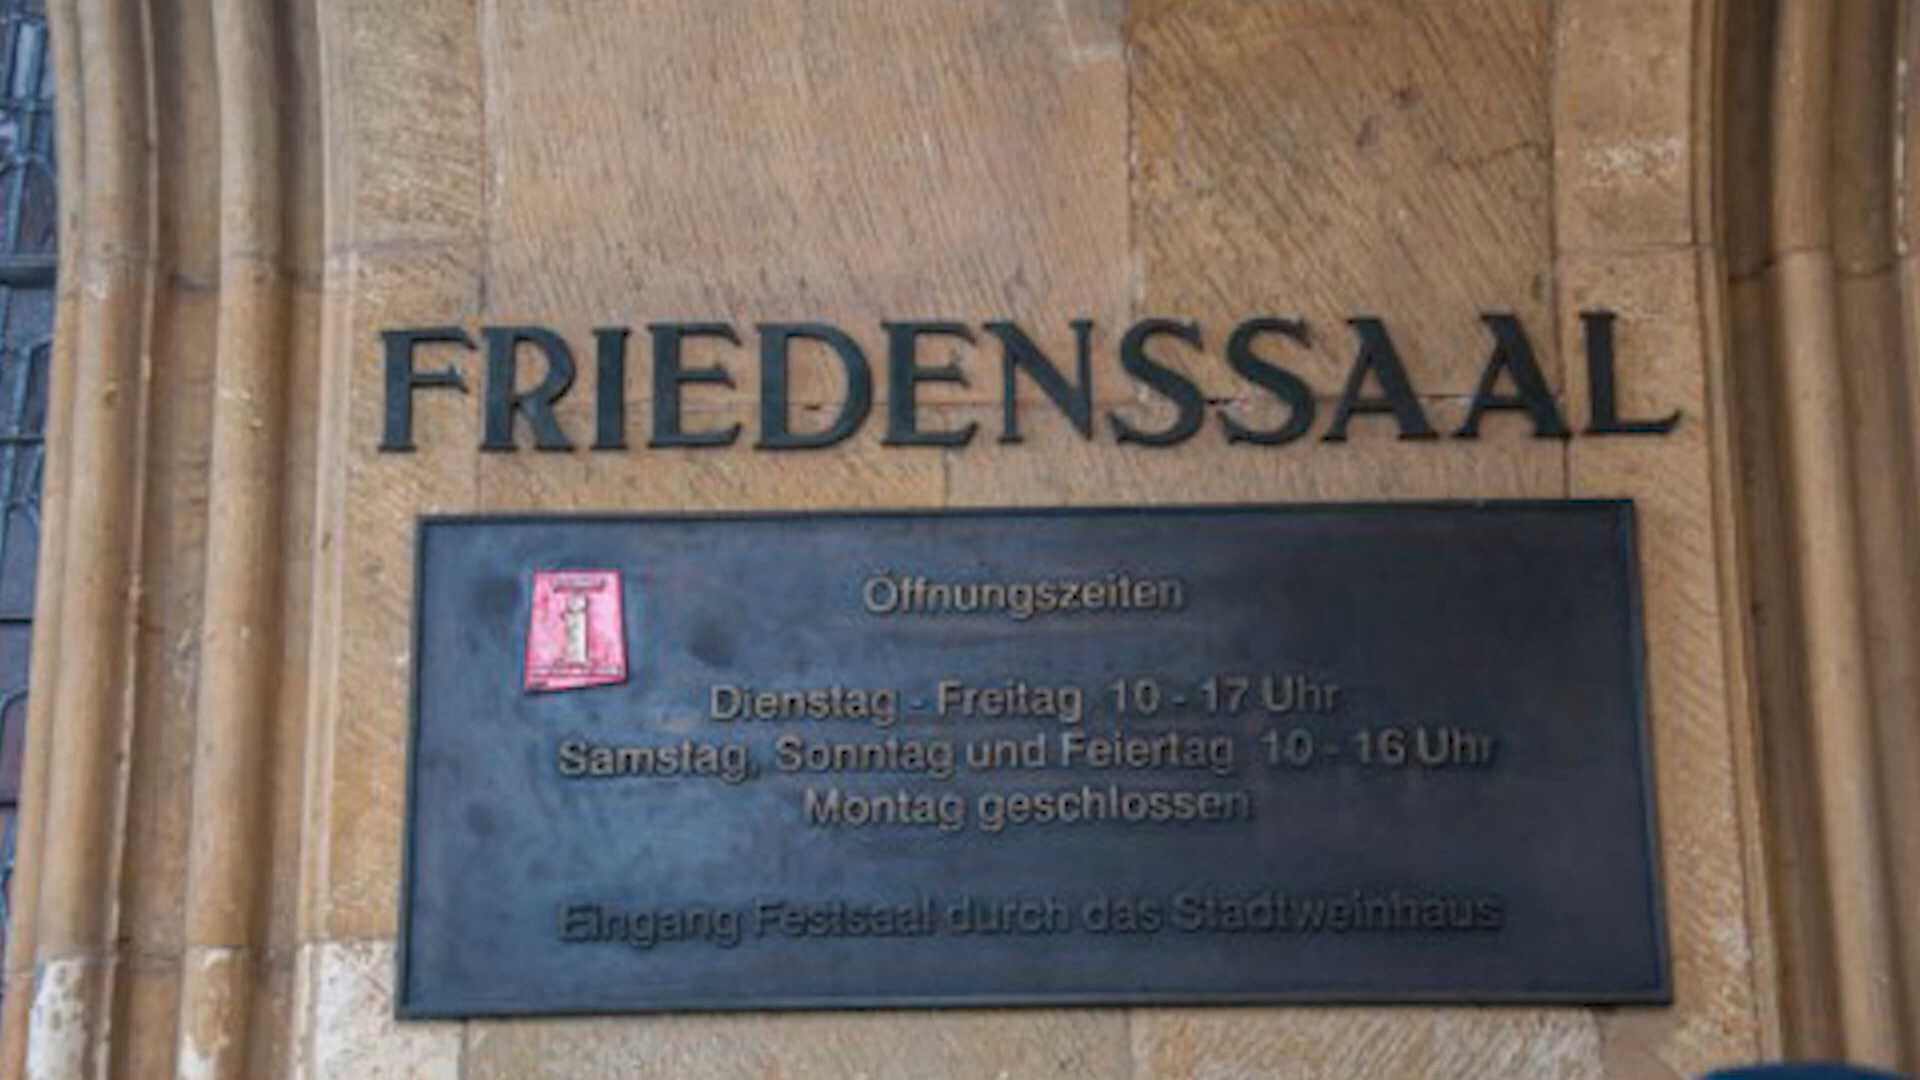 FRIEDENSSAAL
i
Öffnungszeiten
Dienstag - Freitag 10 - 17 Uhr
Samstag, Sonntag und Feiertag 10 - 16 Uhr
Montag geschlossen
Eingang Festsaal durch das Stadtweinhaus